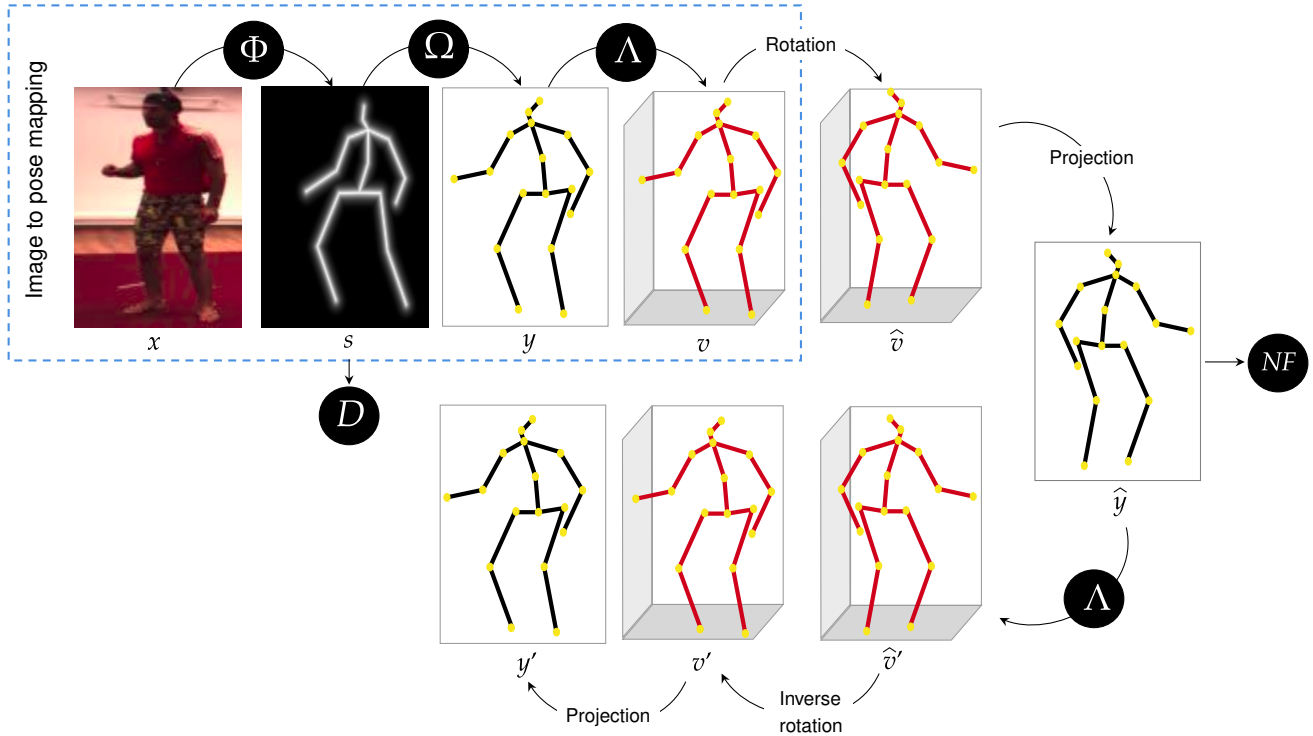 Image to pose mapping
Φ
Ω
Λ
Rotation
Projection
x
s
y
v
v̂
NF
D
ŷ
Λ
y′
v′
v̂′
Projection
Inverse
rotation